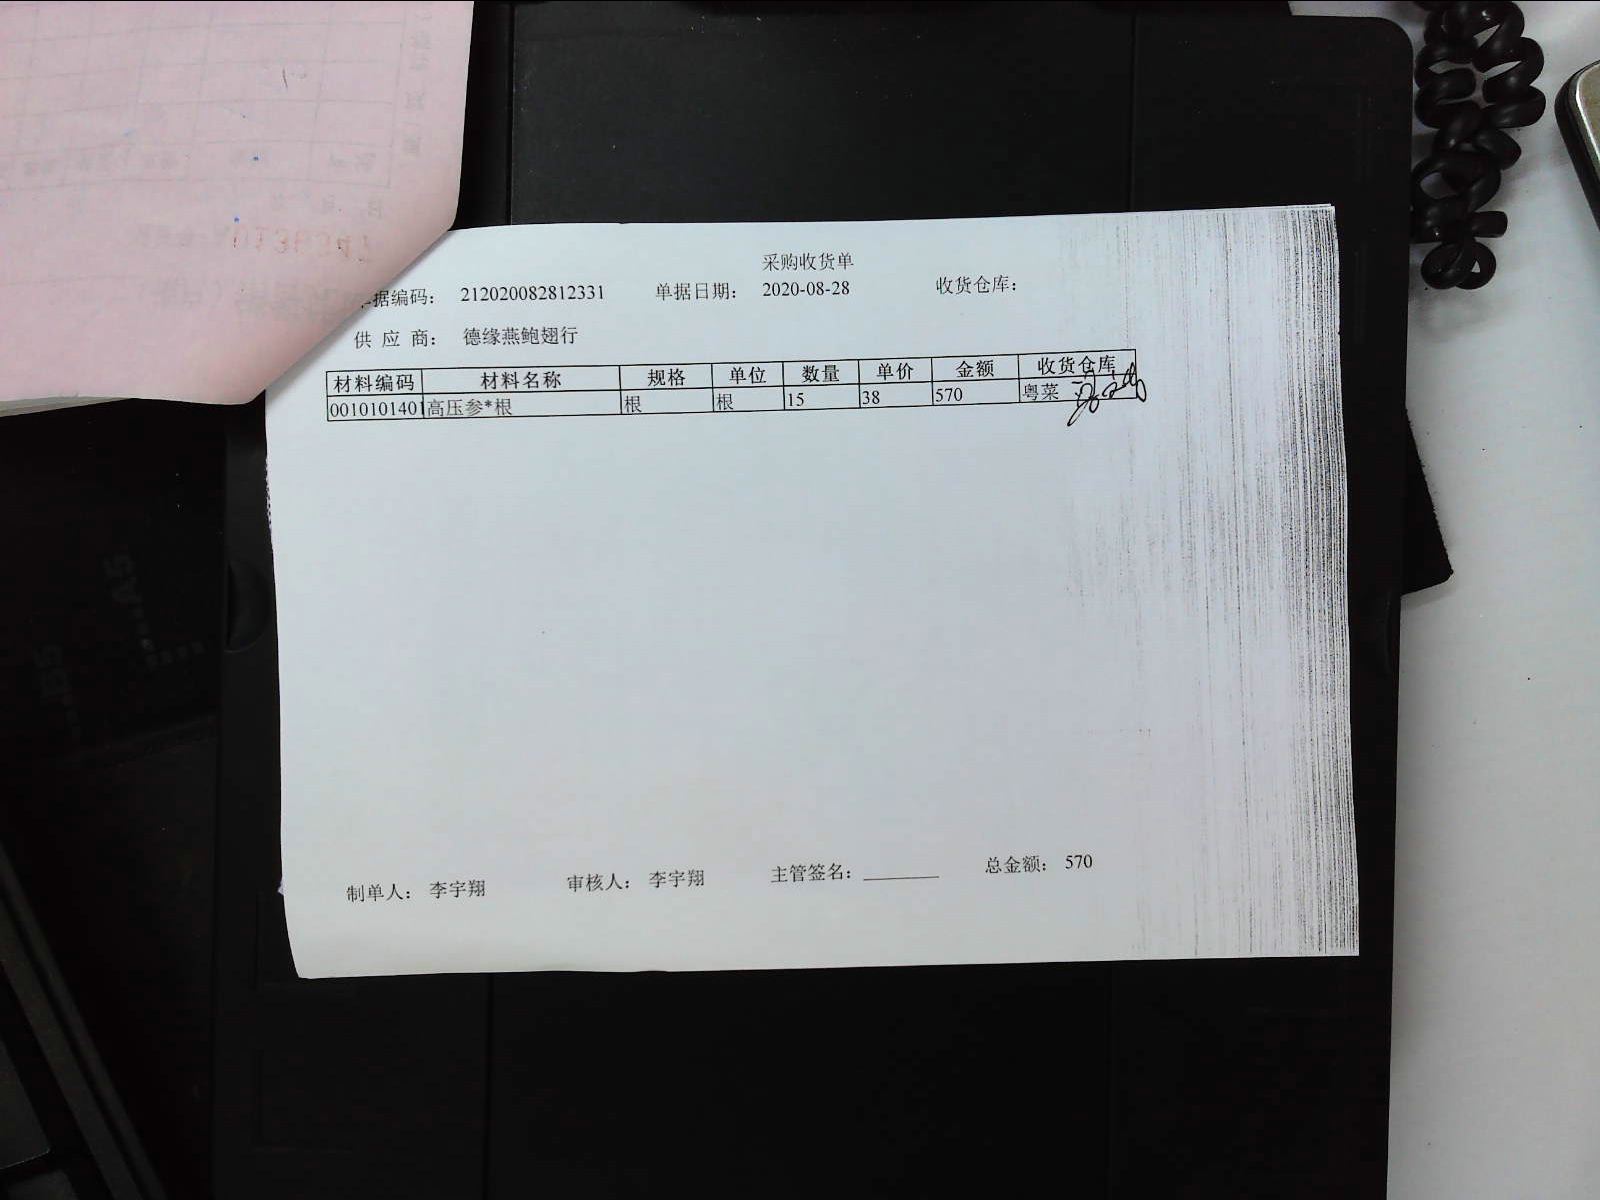 采购收货单
据编码: 212020082812331 单据日期: 2020-08-28 收货仓库:
供 应 商: 德缘燕鲍翅行
材料编码 材料名称 规格 单位 数量 单价 金额 收货仓库
0010101401 高压参*根 根 根 15 38 570 粤菜
制单人: 李宇翔 审核人: 李宇翔 主管签名: 总金额: 570